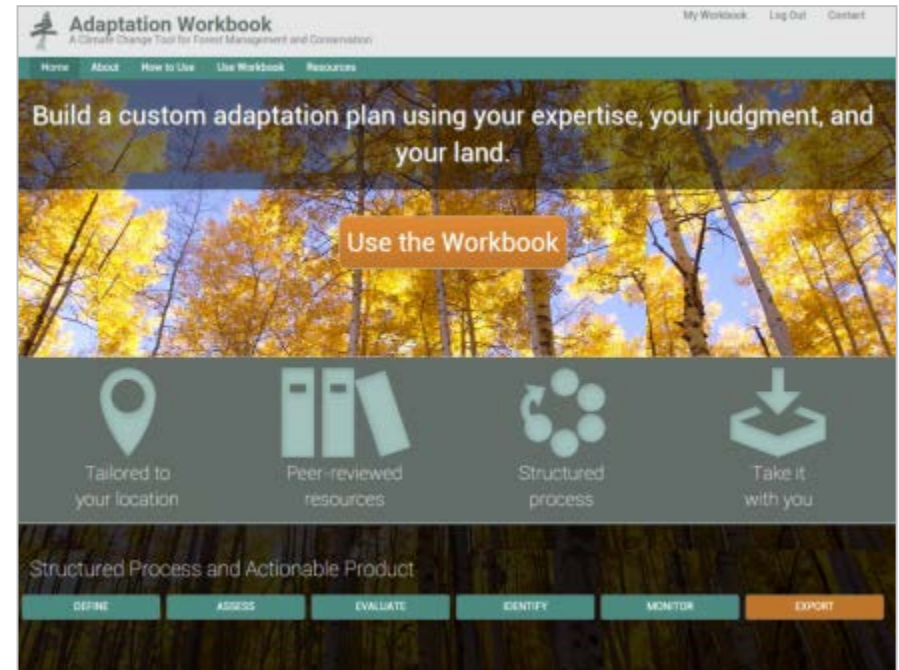 My Workbook Log Out Contact
Adaptation Workbook
A Climate Change Tool for Forest Management and Conservation
Home About How to Use Use Workbook Resources
Build a custom adaptation plan using your expertise, your judgment, and
your land.
Use the Workbook
Tailored to
your location
Peer-reviewed
resources
Structured
process
Take it
with you
Structured Process and Actionable Product
DEFINE ASSESS EVALUATE IDENTIFY MONITOR EXPORT